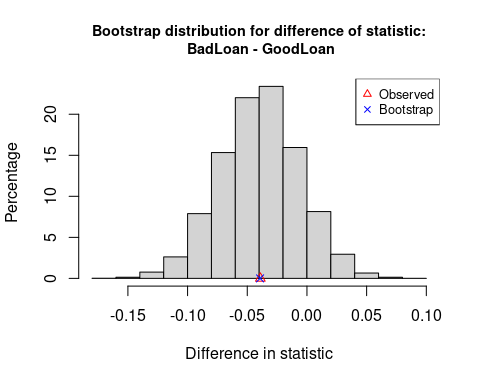 Bootstrap distribution for difference of statistic:
BadLoan - GoodLoan
Observed
Bootstrap
Percentage
20
15
10
5
0
-0.15 -0.10 -0.05 0.00 0.05 0.10
Difference in statistic